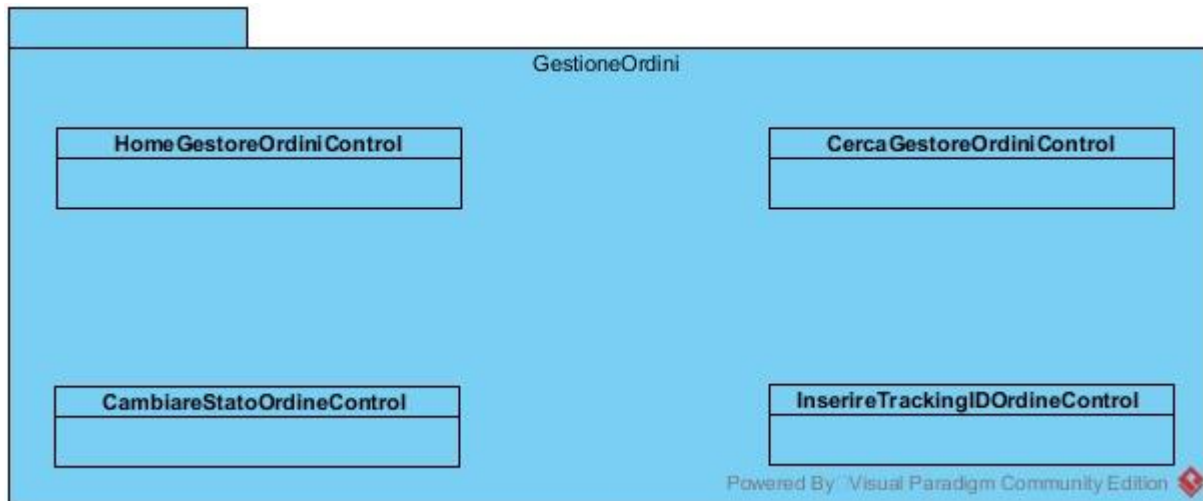 GestioneOrdini
HomeGestoreOrdiniControl
CercaGestoreOrdiniControl
CambiareStatoOrdineControl
InserireTrackingIDOrdineControl
Powered By Visual Paradigm Community Edition